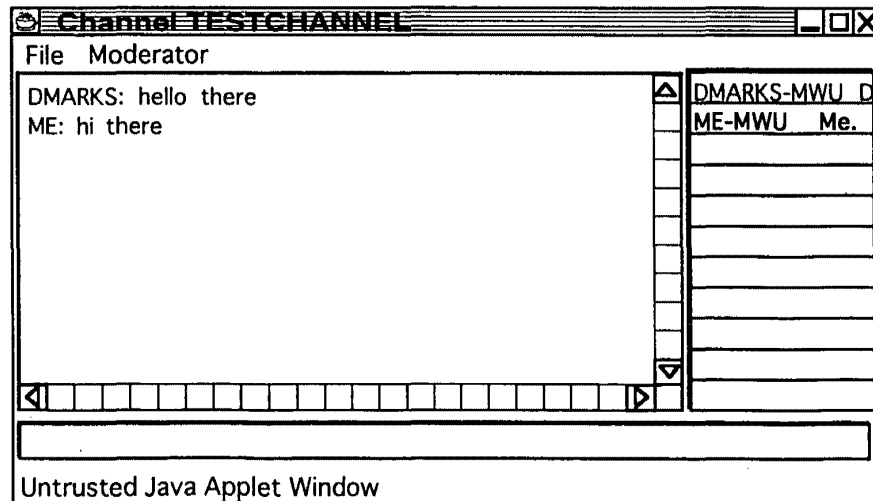 Channel TESTCHANNEL
File Moderator
DMARKS: hello there
ME: hi there
DMARKS-MWU D
ME-MWU Me.
Untrusted Java Applet Window